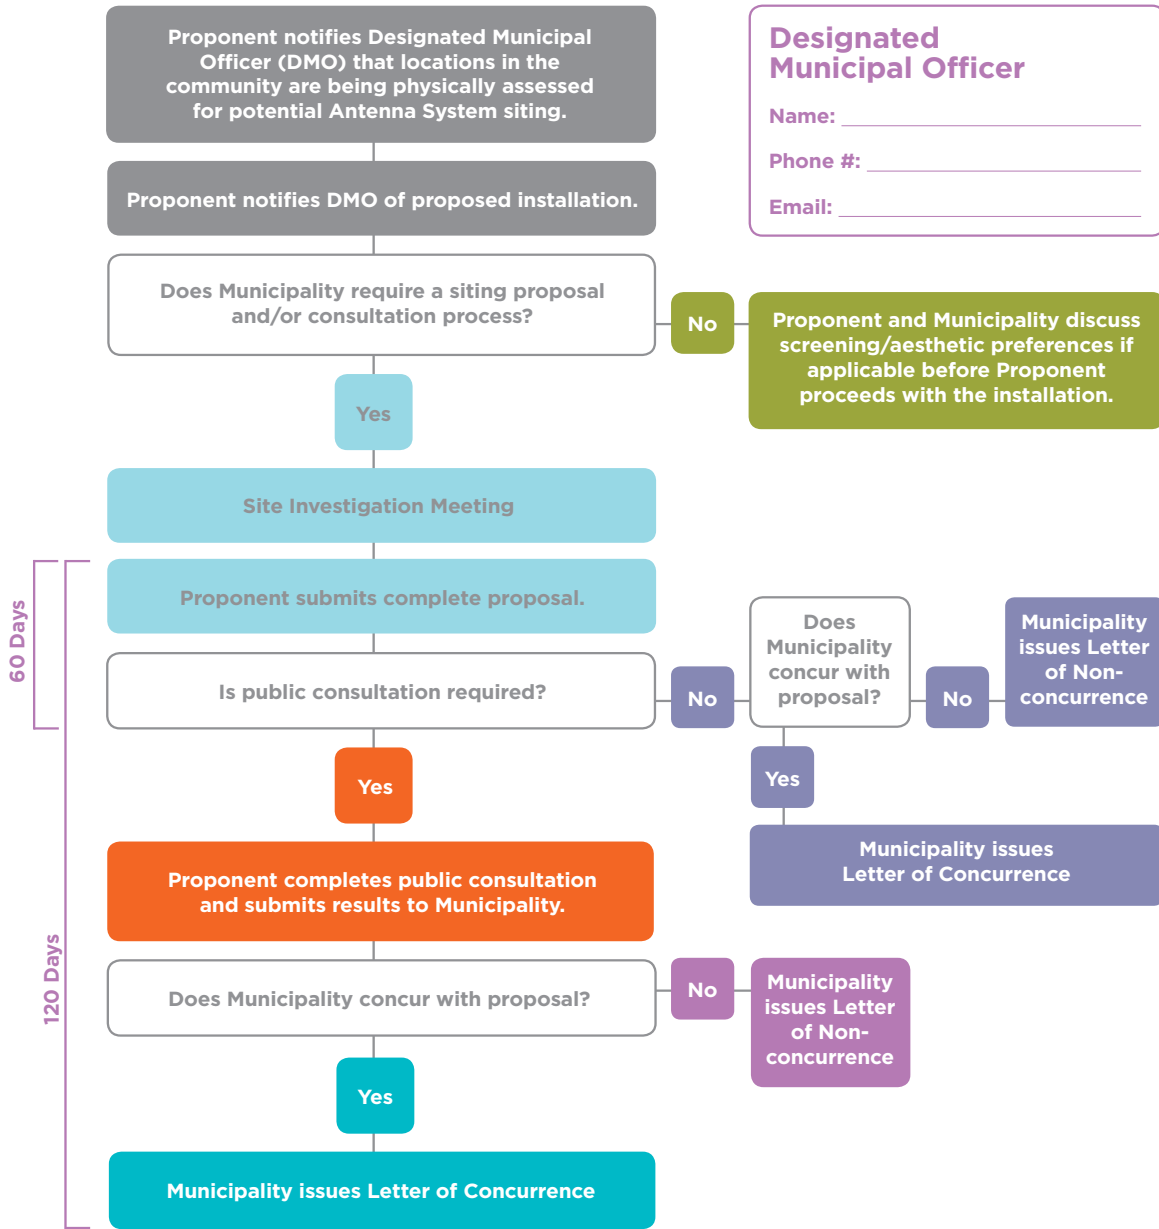 Proponent notifies Designated Municipal
Officer (DMO) that locations in the
community are being physically assessed
for potential Antenna System siting.
Designated
Municipal Officer
Name:
Phone #:
Email:
Proponent notifies DMO of proposed installation.
Does Municipality require a siting proposal
and/or consultation process?
No
Proponent and Municipality discuss
screening/aesthetic preferences if
applicable before Proponent
proceeds with the installation.
Yes
Site Investigation Meeting
60 Days
120 Days
Proponent submits complete proposal.
Is public consultation required?
No
Does
Municipality
concur with
proposal?
No
Municipality
issues Letter
of Non-
concurrence
Yes
Municipality issues
Letter of Concurrence
Yes
Proponent completes public consultation
and submits results to Municipality.
Does Municipality concur with proposal?
No
Municipality
issues Letter
of Non-
concurrence
Yes
Municipality issues Letter of Concurrence